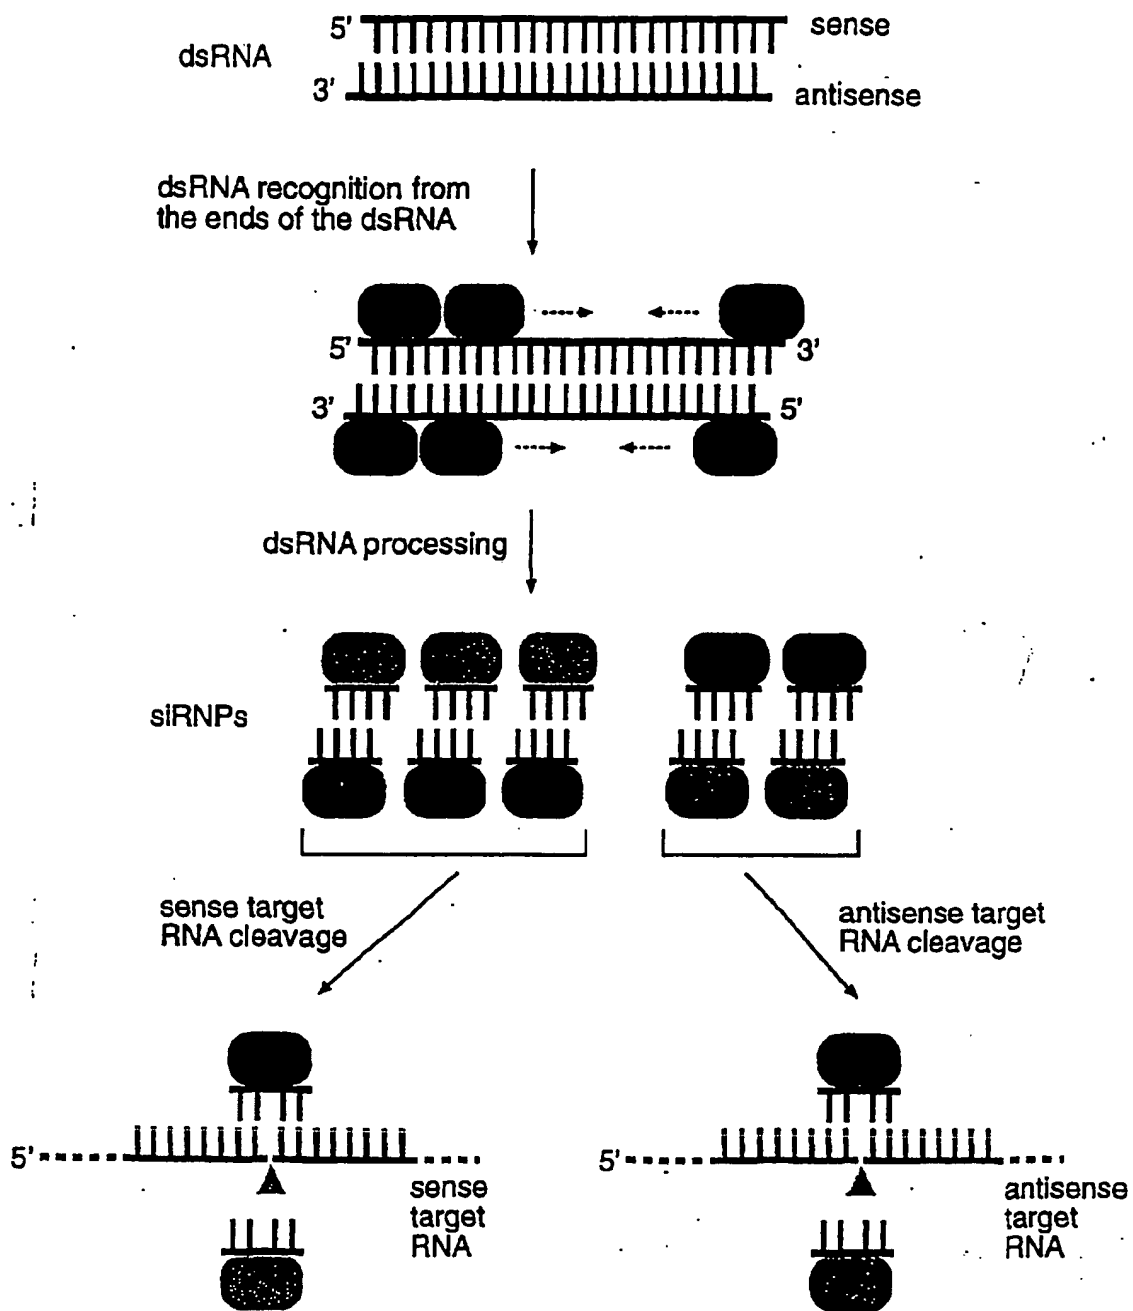 5' sense
dsRNA
3' antisense
dsRNA recognition from
the ends of the dsRNA
5' 3'
3' 5'
dsRNA processing
siRNPs
sense target
RNA cleavage
antisense target
RNA cleavage
5'
sense
target
RNA
5'
antisense
target
RNA